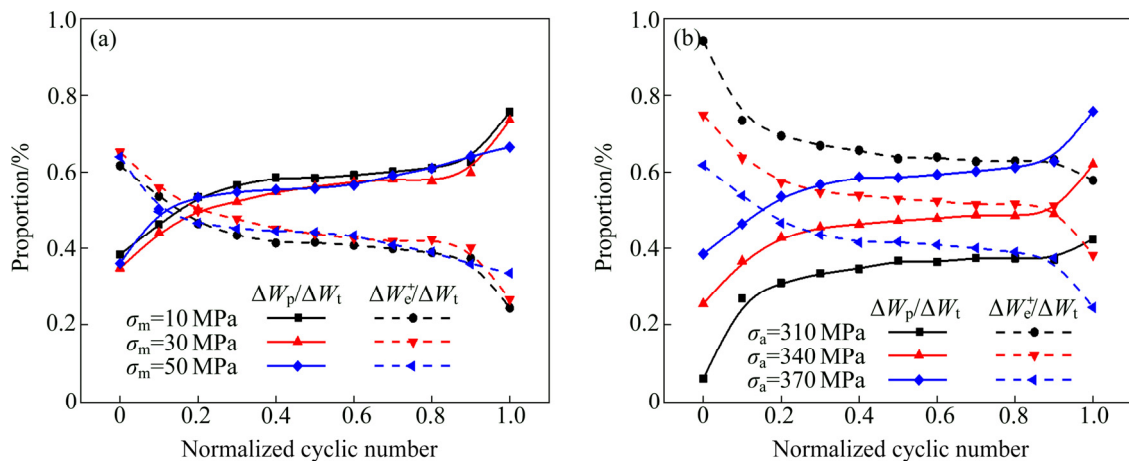 (a)
1.0
0.8
0.6
0.4
0.2
0
Proportion/%
ΔWp/ΔWt ΔWe+/ΔWt
σm=10 MPa
σm=30 MPa
σm=50 MPa
0 0.2 0.4 0.6 0.8 1.0
Normalized cyclic number
(b)
1.0
0.8
0.6
0.4
0.2
0
Proportion/%
ΔWp/ΔWt ΔWe+/ΔWt
σa=310 MPa
σa=340 MPa
σa=370 MPa
0 0.2 0.4 0.6 0.8 1.0
Normalized cyclic number